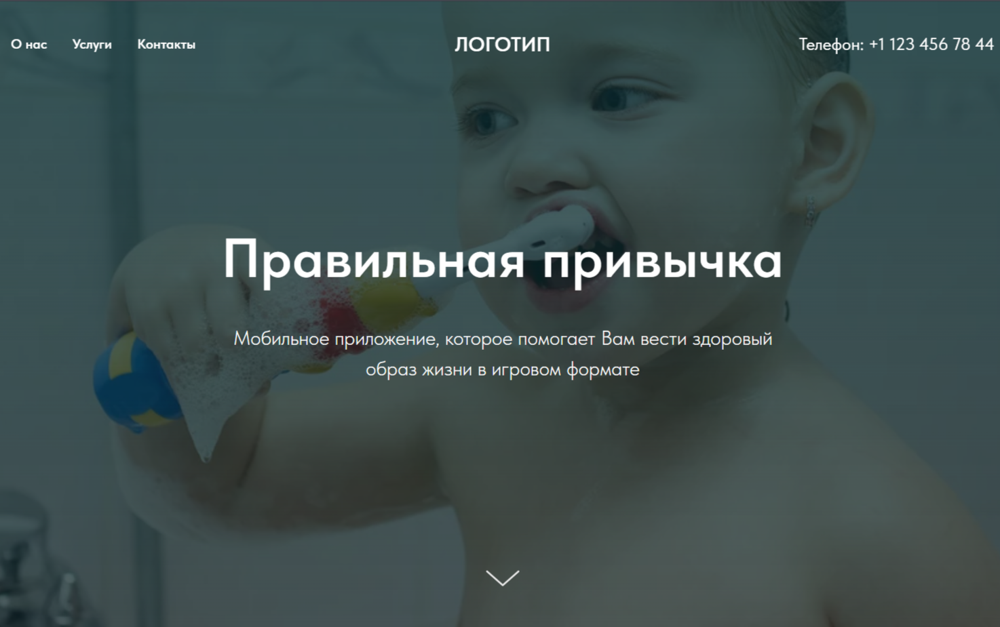 О нас Услуги Контакты ЛОГОТИП Телефон: +1 123 456 78 44
Правильная привычка
Мобильное приложение, которое помогает Вам вести здоровый
образ жизни в игровом формате